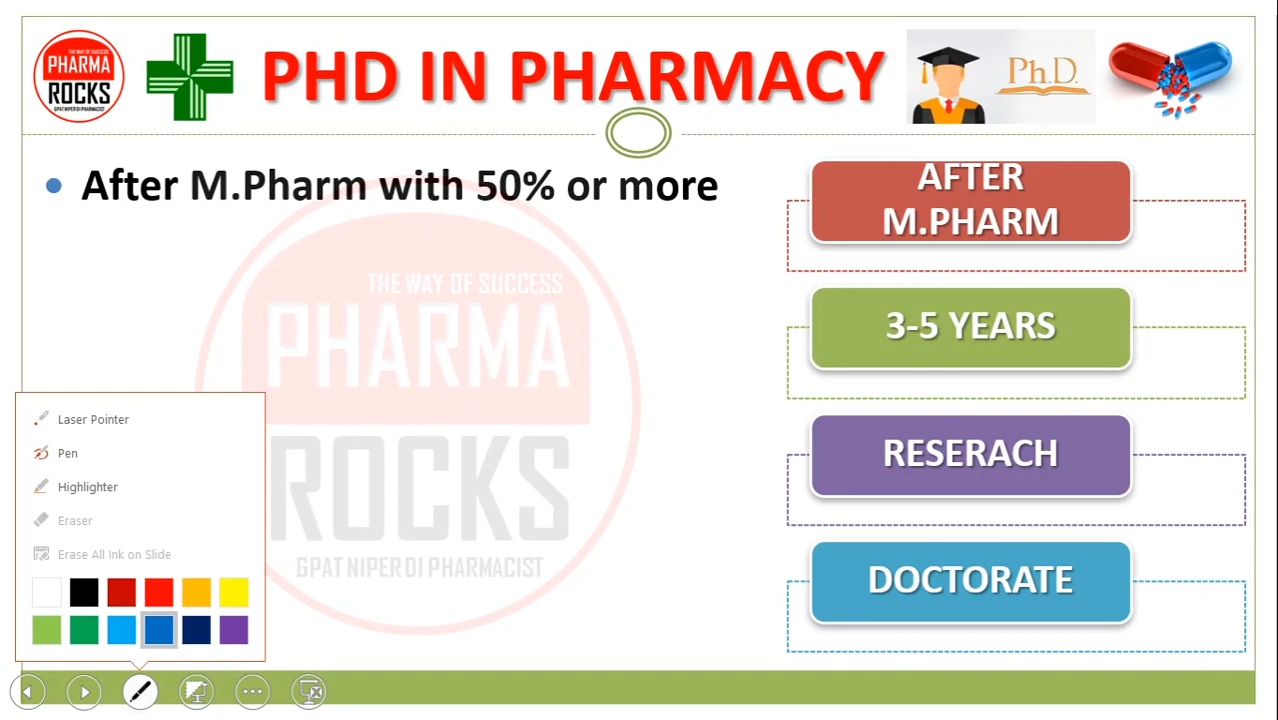 THE WAY OF SUCCESS
PHARMA
ROCKS
GPAT NIPER DI PHARMACIST
PHD IN PHARMACY
Ph.D.
• After M.Pharm with 50% or more
THE WAY OF SUCCESS
PHARMA
ROCKS
GPAT NIPER DI PHARMACIST
AFTER
M.PHARM
3-5 YEARS
RESERACH
DOCTORATE
Laser Pointer
Pen
Highlighter
Eraser
Erase All Ink on Slide